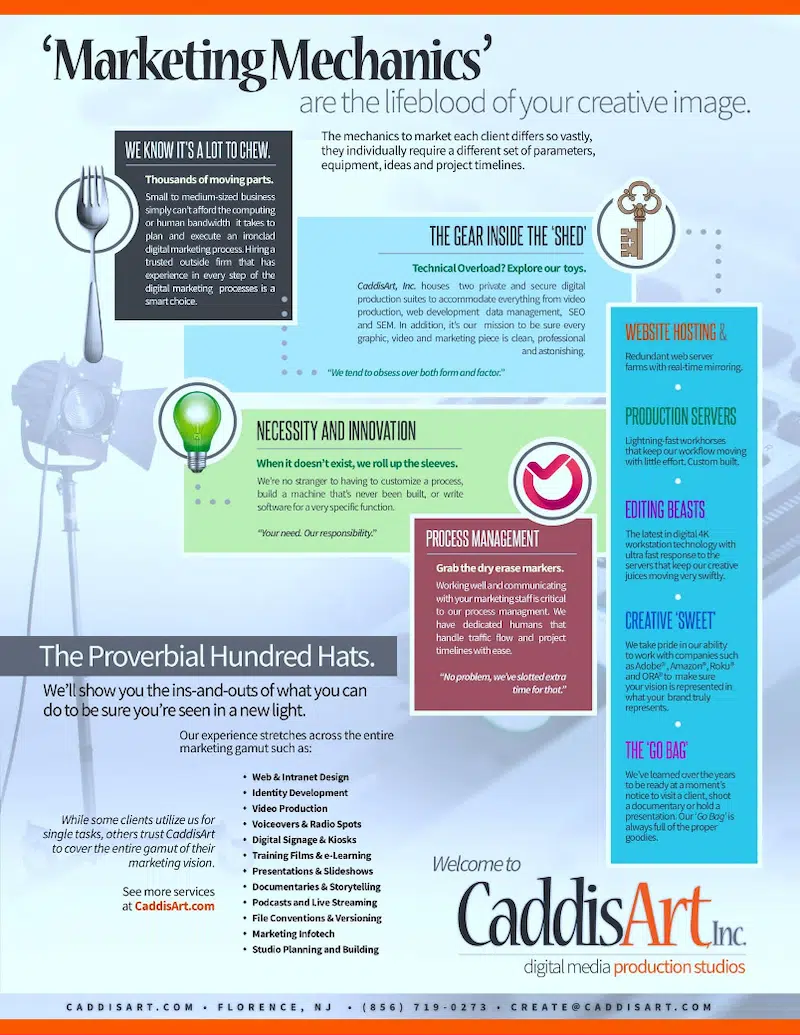 ‘Marketing Mechanics’
are the lifeblood of your creative image.
The mechanics to market each client differs so vastly,
they individually require a different set of parameters,
equipment, ideas and project timelines.
WE KNOW IT'S A LOT TO CHEW.
Thousands of moving parts.
Small to medium-sized business
simply can't afford the computing
or human bandwidth it takes to
plan and execute an ironclad
digital marketing process. Hiring a
trusted outside firm that has
experience in every step of the
digital marketing processes is a
smart choice.
THE GEAR INSIDE THE 'SHED'
Technical Overload? Explore our toys.
CaddisArt, Inc. houses two private and secure digital
production suites to accommodate everything from video
production, web development data management, SEO
and SEM. In addition, it's our mission to be sure every
graphic, video and marketing piece is clean, professional
and astonishing.
“We tend to obsess over both form and factor.”
NECESSITY AND INNOVATION
When it doesn't exist, we roll up the sleeves.
We're no stranger to having to customize a process,
build a machine that's never been built, or write
software for a very specific function.
“Your need. Our responsibility.”
PROCESS MANAGEMENT
Grab the dry erase markers.
Working well and communicating
with your marketing staff is critical
to our process managment. We
have dedicated humans that
handle traffic flow and project
timelines with ease.
“No problem, we've slotted extra
time for that.”
WEBSITE HOSTING &
Redundant web server
farms with real-time mirroring.
PRODUCTION SERVERS
Lightning-fast workhorses
that keep our workflow moving
with little effort. Custom built.
EDITING BEASTS
The latest in digital 4K
workstation technology with
ultra fast response to the
servers that keep our creative
juices moving very swiftly.
CREATIVE 'SWEET'
We take pride in our ability
to work with companies such
as Adobe®, Amazon®, Roku®
and ORA® to make sure
your vision is represented in
what your brand truly
represents.
THE 'GO BAG'
We've learned over the years
to be ready at a moment's
notice to visit a client, shoot
a documentary or hold a
presentation. Our 'Go Bag' is
always full of the proper
goodies.
The Proverbial Hundred Hats.
We'll show you the ins-and-outs of what you can
do to be sure you're seen in a new light.
Our experience stretches across the entire
marketing gamut such as:
• Web & Intranet Design
• Identity Development
• Video Production
• Voiceovers & Radio Spots
• Digital Signage & Kiosks
• Training Films & e-Learning
• Presentations & Slideshows
• Documentaries & Storytelling
• Podcasts and Live Streaming
• File Conventions & Versioning
• Marketing Infotech
• Studio Planning and Building
While some clients utilize us for
single tasks, others trust CaddisArt
to cover the entire gamut of their
marketing vision.
See more services
at CaddisArt.com
Welcome to
CaddisArt, Inc.
digital media production studios
CADDISART.COM • FLORENCE, NJ • (856) 719-0273 • CREATE@CADDISART.COM